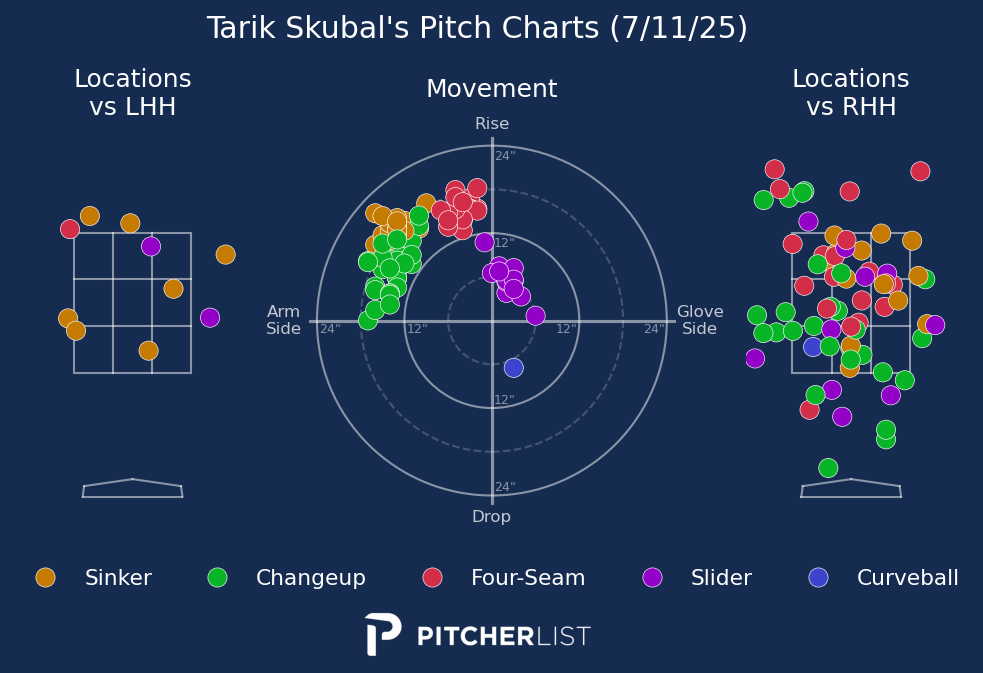 Tarik Skubal's Pitch Charts (7/11/25)
Locations
vs LHH
Movement
Locations
vs RHH
Rise
24"
12"
Arm
Side
24"
12"
12"
24"
Glove
Side
12"
24"
Drop
Sinker
Changeup
Four-Seam
Slider
Curveball
PITCHERLIST